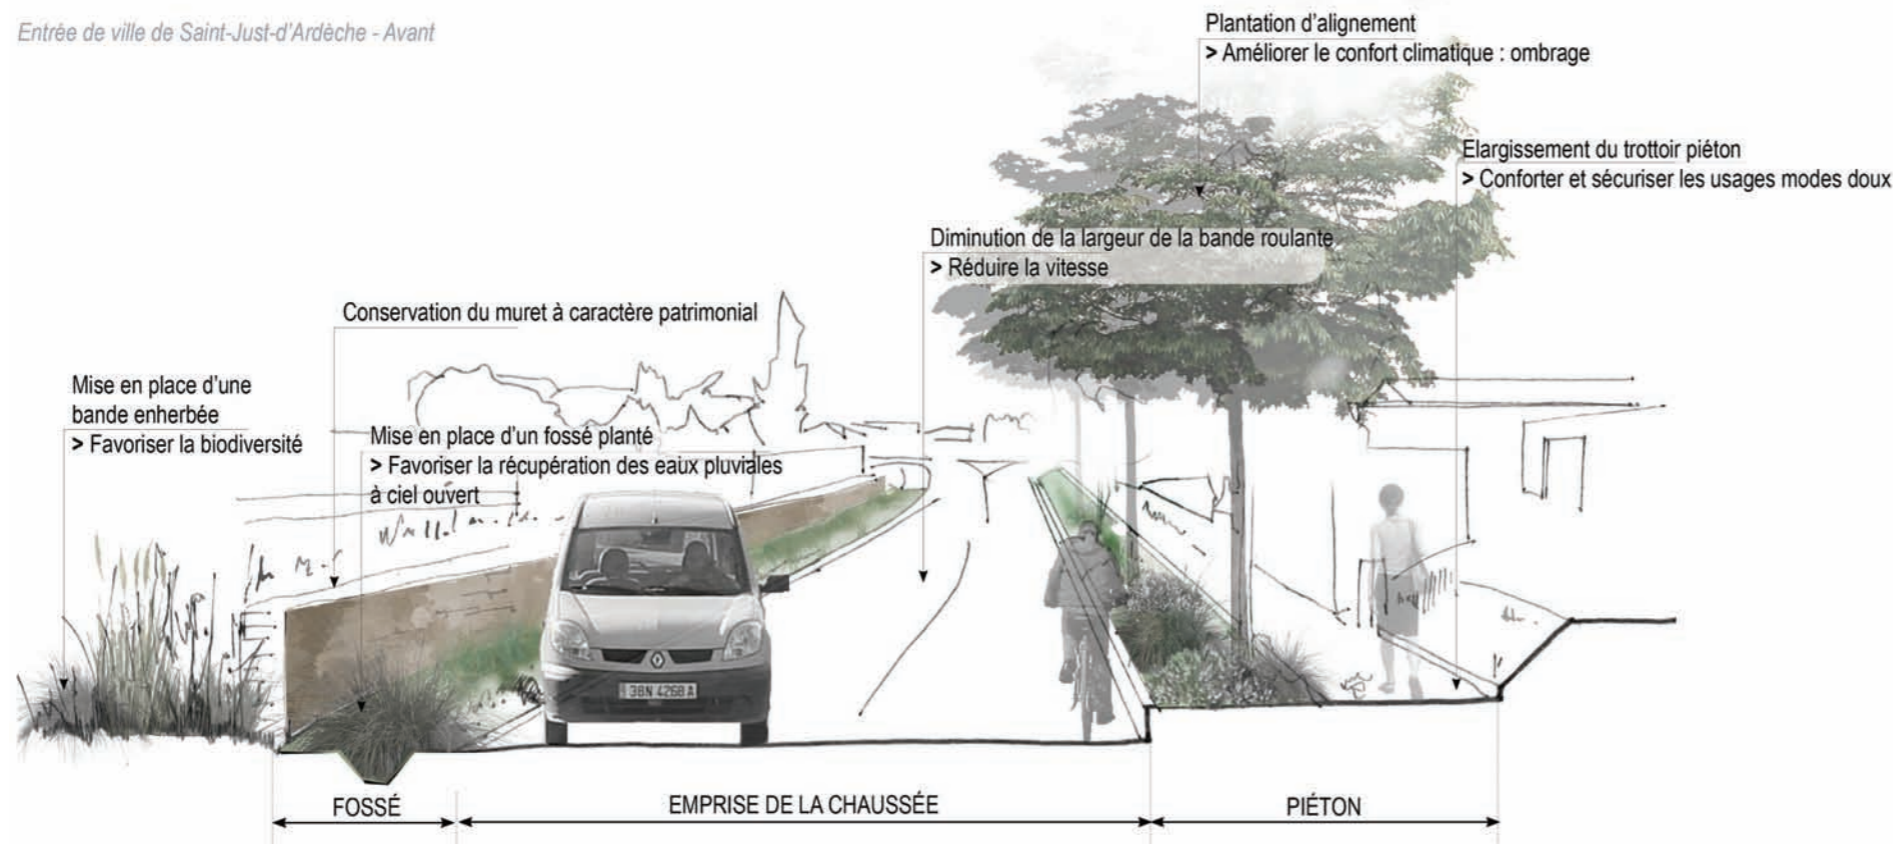 Entrée de ville de Saint-Just-d'Ardèche - Avant
Plantation d'alignement
> Améliorer le confort climatique : ombrage
Elargissement du trottoir piéton
> Conforter et sécuriser les usages modes doux
Diminution de la largeur de la bande roulante
> Réduire la vitesse
Conservation du muret à caractère patrimonial
Mise en place d'une
bande enherbée
> Favoriser la biodiversité
Mise en place d'un fossé planté
> Favoriser la récupération des eaux pluviales
à ciel ouvert
38N 4268 A
FOSSÉ
EMPRISE DE LA CHAUSSÉE
PIÉTON